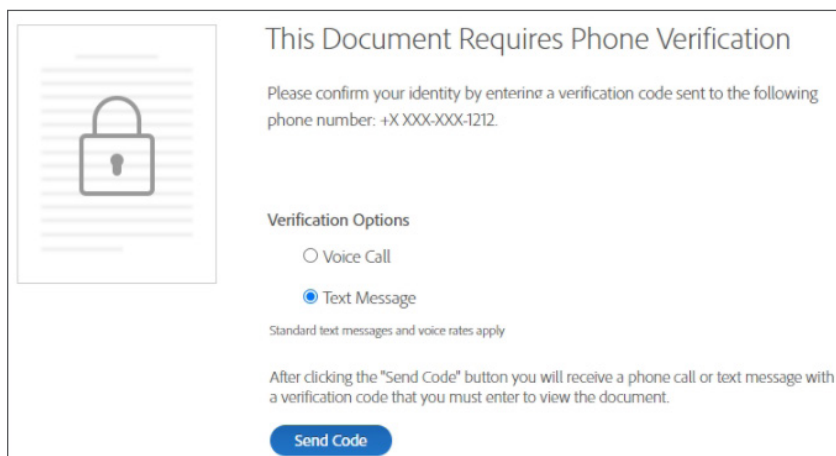 This Document Requires Phone Verification
Please confirm your identity by entering a verification code sent to the following
phone number: +X XXX-XXX-1212.
Verification Options
Voice Call
Text Message
Standard text messages and voice rates apply
After clicking the "Send Code" button you will receive a phone call or text message with
a verification code that you must enter to view the document.
Send Code